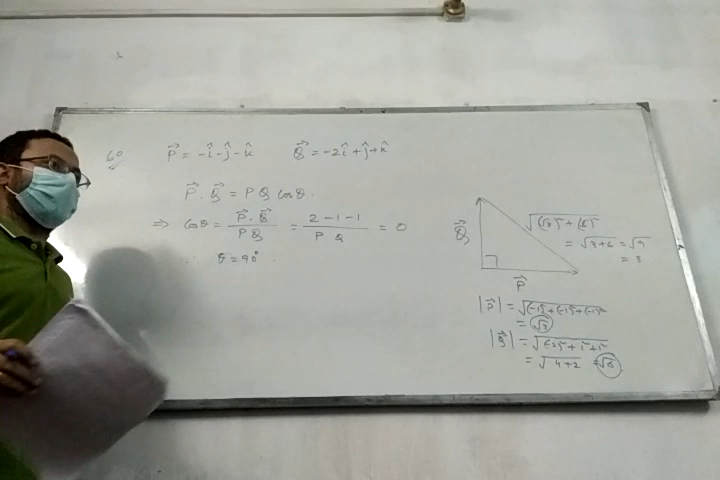 60
P⃗ = -î-ĵ-k̂ Q⃗ = -2î+ĵ+k̂
P⃗ . Q⃗ = P Q cosθ.
⇒ cosθ = P⃗ . Q⃗ / P Q = 2-1-1 / P Q = 0
∴ θ = 90° .
Q⃗
√(√3)² + (√6)²
= √3+6 = √9
= 3
P⃗
|P⃗| = √(-1)²+(-1)²+(-1)²
= √3
|Q⃗| = √(-2)²+1²+1²
= √4+2 = √6